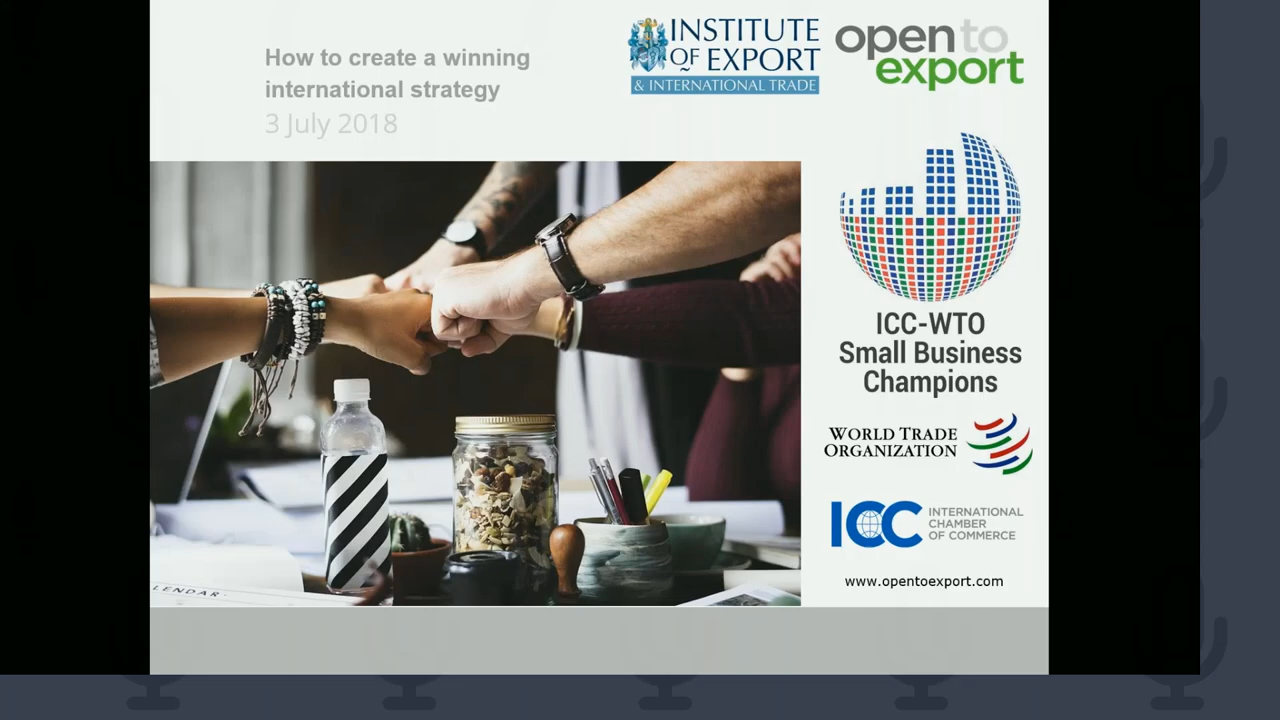 How to create a winning
international strategy
3 July 2018
INSTITUTE
OF EXPORT
& INTERNATIONAL TRADE
open to
export
ICC-WTO
Small Business
Champions
WORLD TRADE
ORGANIZATION
ICC INTERNATIONAL
CHAMBER
OF COMMERCE
www.opentoexport.com
LENDAR